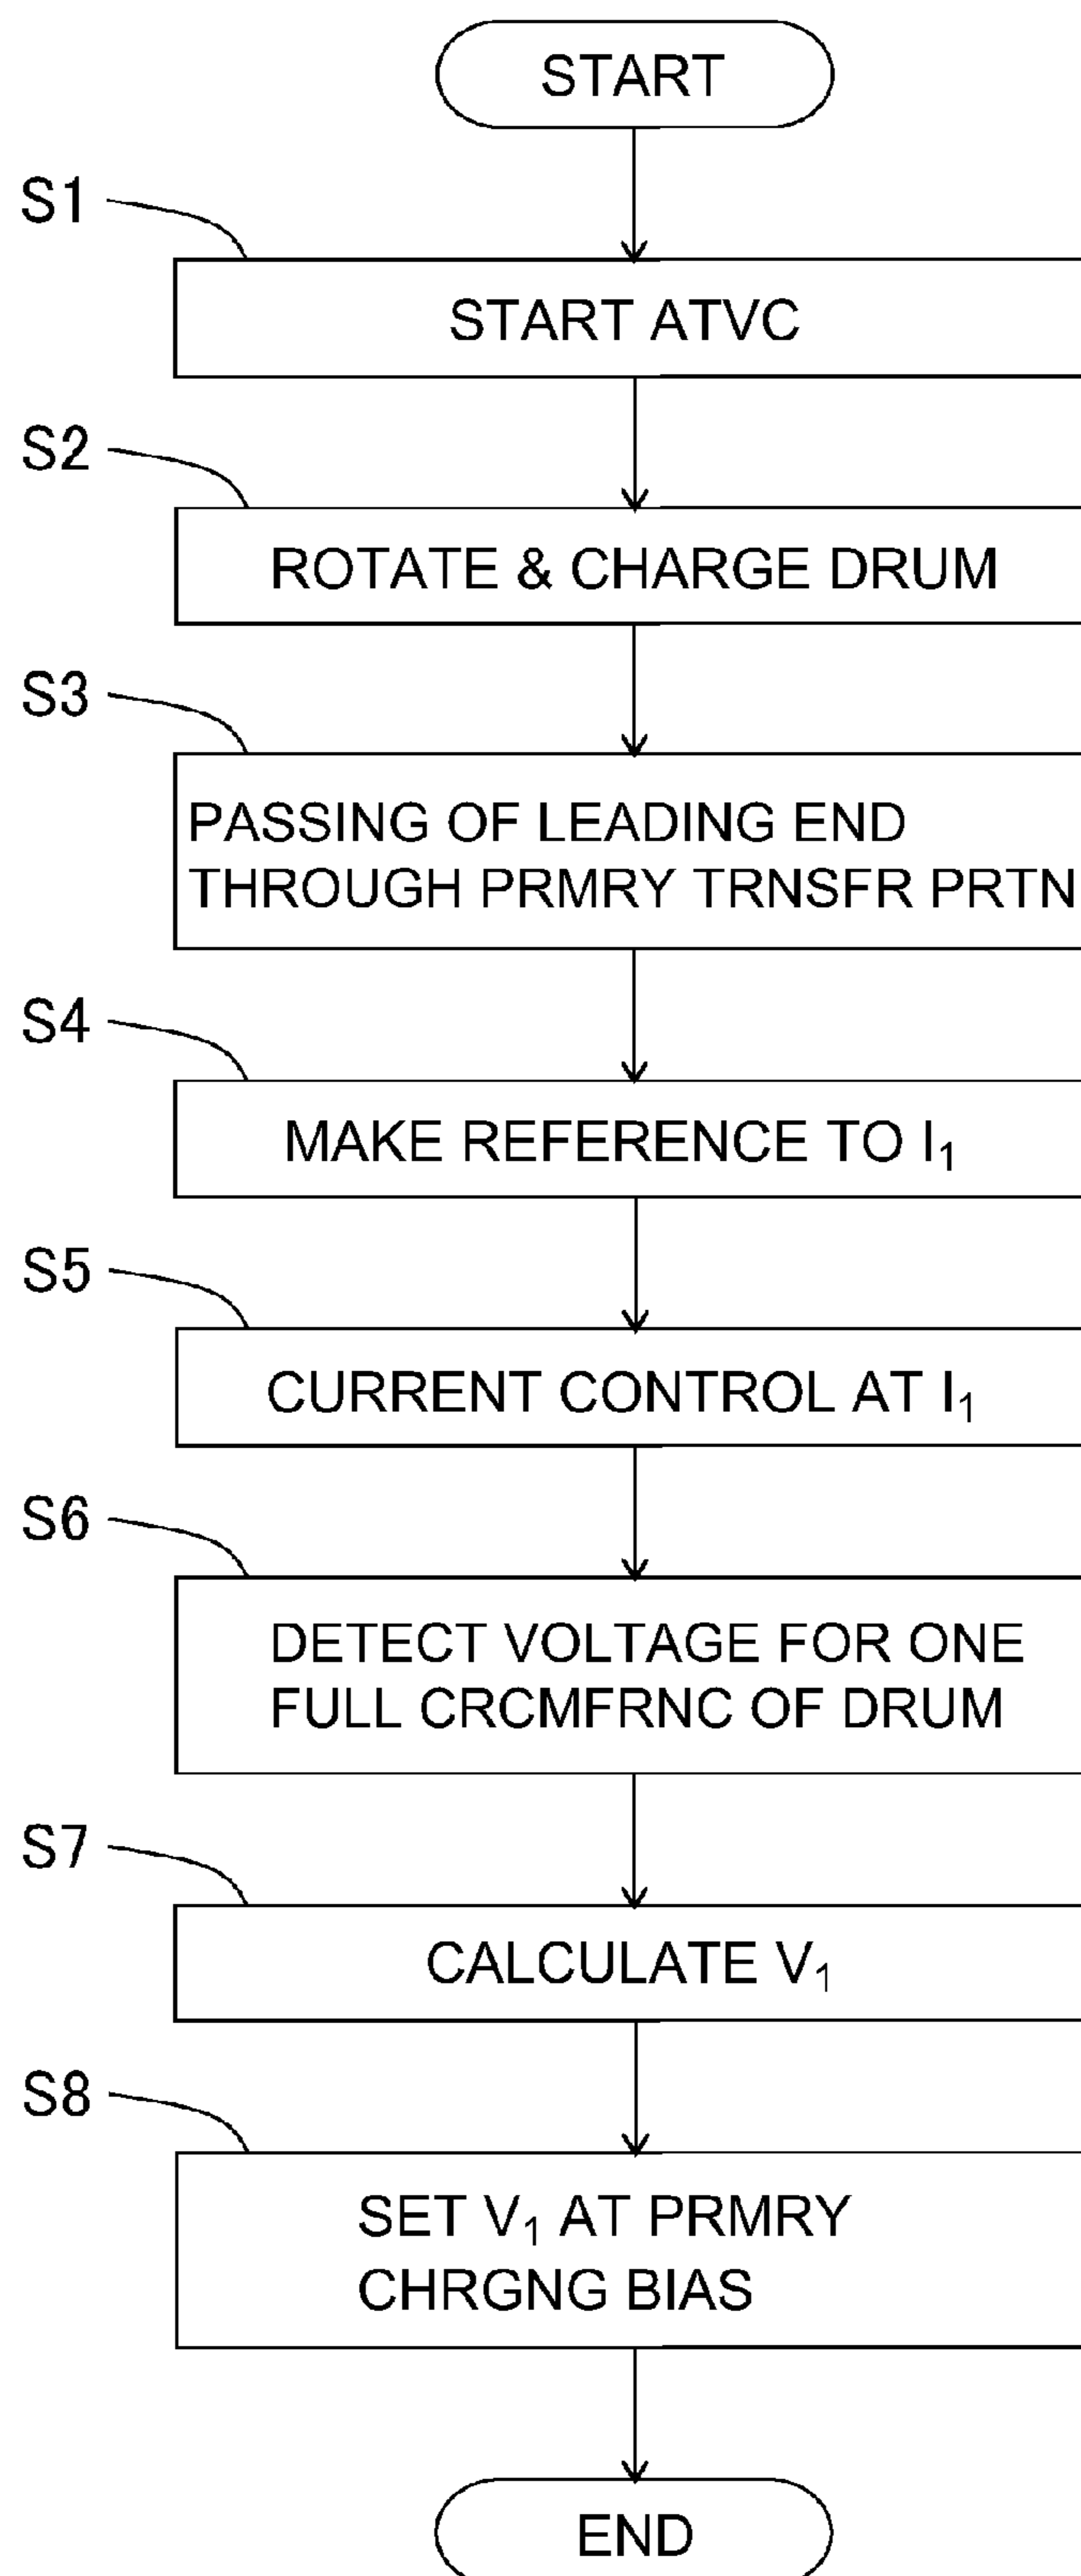 START
S1
START ATVC
S2
ROTATE & CHARGE DRUM
S3
PASSING OF LEADING END
THROUGH PRMRY TRNSFR PRTN
S4
MAKE REFERENCE TO I₁
S5
CURRENT CONTROL AT I₁
S6
DETECT VOLTAGE FOR ONE
FULL CRCMFRNC OF DRUM
S7
CALCULATE V₁
S8
SET V₁ AT PRMRY
CHRGNG BIAS
END